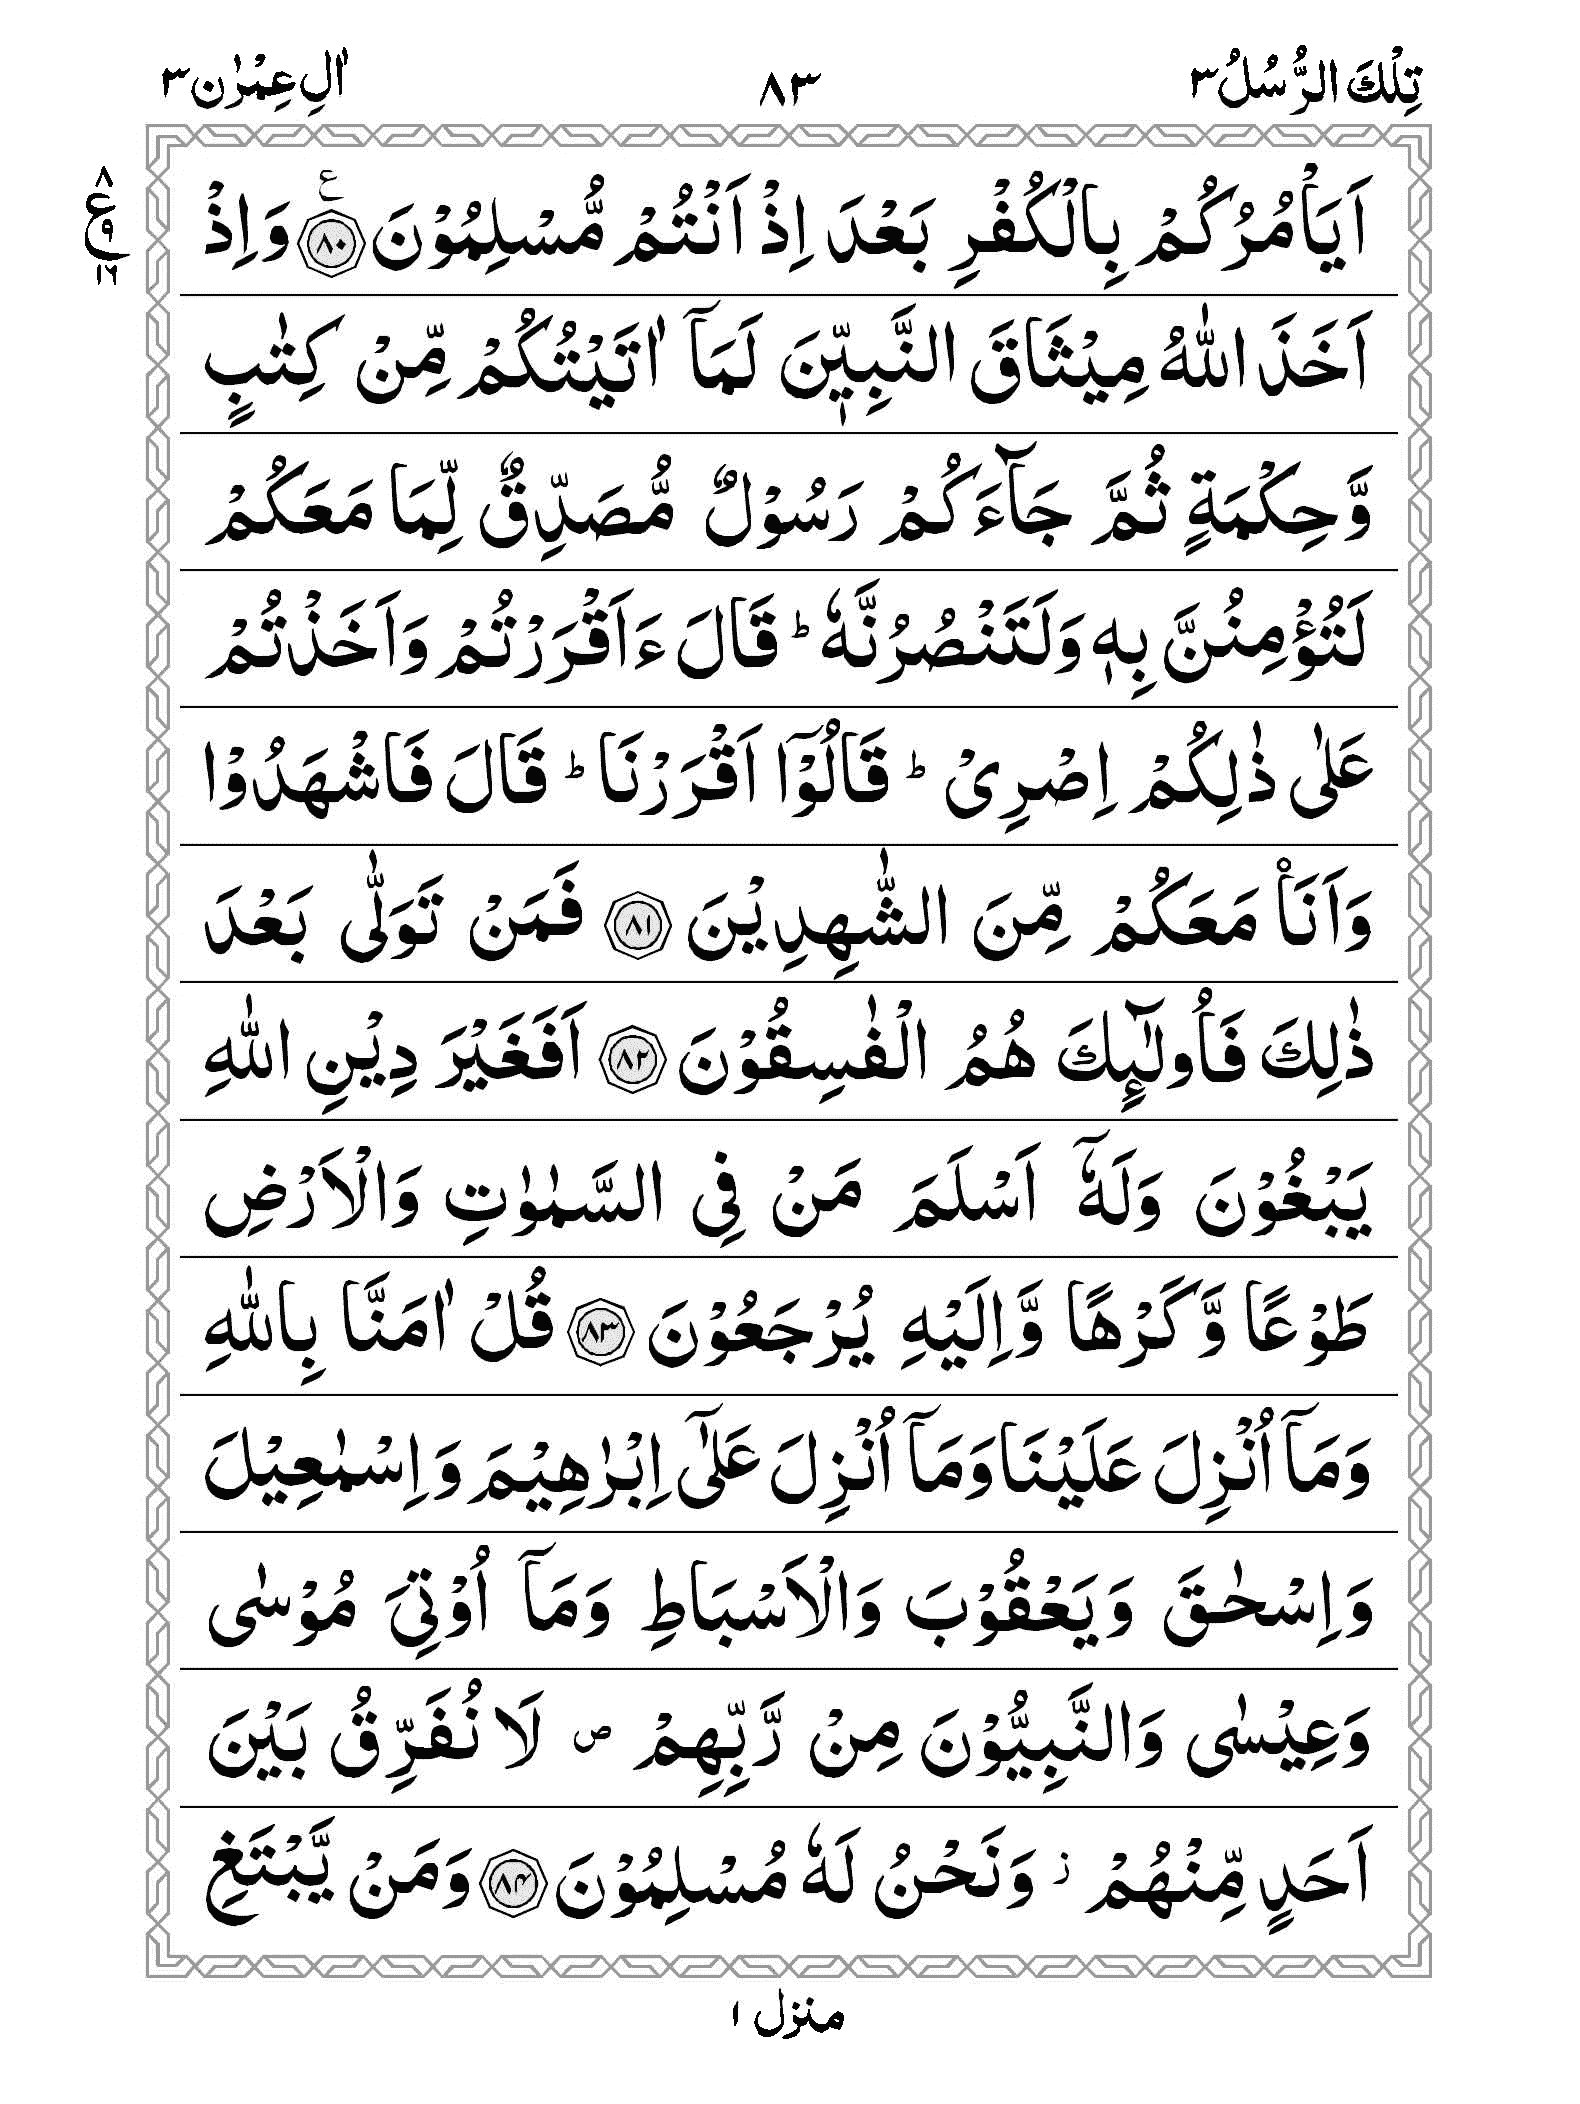 تِلْكَ الرُّسُلُ ٣ ٨٣ اٰلِ عِمْرٰن ٣
٨ ع ٩ ١٦
اَيَاْمُرُكُمْ بِالْكُفْرِ بَعْدَ اِذْ اَنْتُمْ مُّسْلِمُوْنَ ﴿٨٠﴾ ع وَاِذْ
اَخَذَ اللّٰهُ مِيْثَاقَ النَّبِيّٖنَ لَمَاۤ اٰتَيْتُكُمْ مِّنْ كِتٰبٍ
وَّحِكْمَةٍ ثُمَّ جَآءَكُمْ رَسُوْلٌ مُّصَدِّقٌ لِّمَا مَعَكُمْ
لَتُؤْمِنُنَّ بِهٖ وَلَتَنْصُرُنَّهٗ ؕ قَالَ ءَاَقْرَرْتُمْ وَاَخَذْتُمْ
عَلٰى ذٰلِكُمْ اِصْرِىْ ؕ قَالُوْۤا اَقْرَرْنَا ؕ قَالَ فَاشْهَدُوْا
وَاَنَا۟ مَعَكُمْ مِّنَ الشّٰهِدِيْنَ ﴿٨١﴾ فَمَنْ تَوَلّٰى بَعْدَ
ذٰلِكَ فَاُولٰٓئِكَ هُمُ الْفٰسِقُوْنَ ﴿٨٢﴾ اَفَغَيْرَ دِيْنِ اللّٰهِ
يَبْغُوْنَ وَلَهٗۤ اَسْلَمَ مَنْ فِى السَّمٰوٰتِ وَالْاَرْضِ
طَوْعًا وَّكَرْهًا وَّاِلَيْهِ يُرْجَعُوْنَ ﴿٨٣﴾ قُلْ اٰمَنَّا بِاللّٰهِ
وَمَاۤ اُنْزِلَ عَلَيْنَا وَمَاۤ اُنْزِلَ عَلٰٓى اِبْرٰهِيْمَ وَاِسْمٰعِيْلَ
وَاِسْحٰقَ وَيَعْقُوْبَ وَالْاَسْبَاطِ وَمَاۤ اُوْتِىَ مُوْسٰى
وَعِيْسٰى وَالنَّبِيُّوْنَ مِنْ رَّبِّهِمْ ص لَا نُفَرِّقُ بَيْنَ
اَحَدٍ مِّنْهُمْ ز وَنَحْنُ لَهٗ مُسْلِمُوْنَ ﴿٨٤﴾ وَمَنْ يَّبْتَغِ
منزل ١